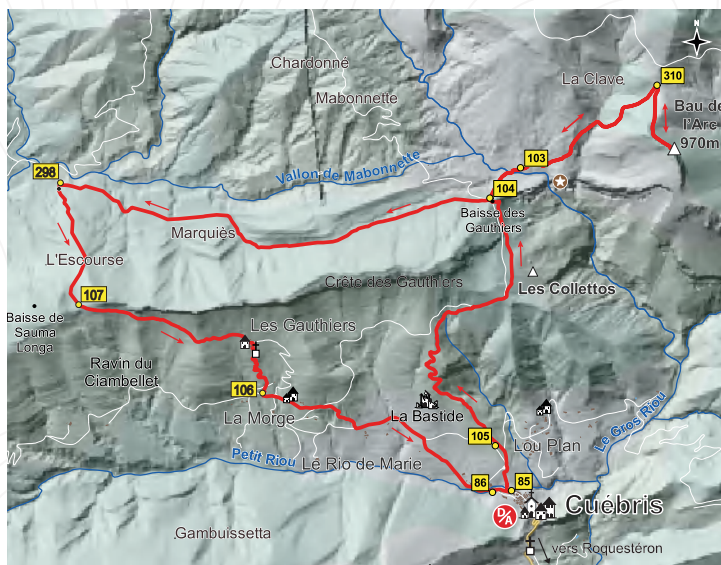 N
Chardonné
La Clave
310
Mabonnette
Bau de
l'Arc
970m
103
Vallon de Mabonnette
298
104
Baisse des
Gauthiers
Marquiès
L'Escourse
Crête des Gauthiers
Les Collettos
107
Baisse de
Sauma
Longa
Les Gauthiers
Ravin du
Ciambellet
106
La Morge
La Bastide
Le Gros Riou
105
Lou Plan
Petit Riou
Le Rio de Marie
86
85
D/A
Cuébris
Gambuissetta
vers Roquestéron